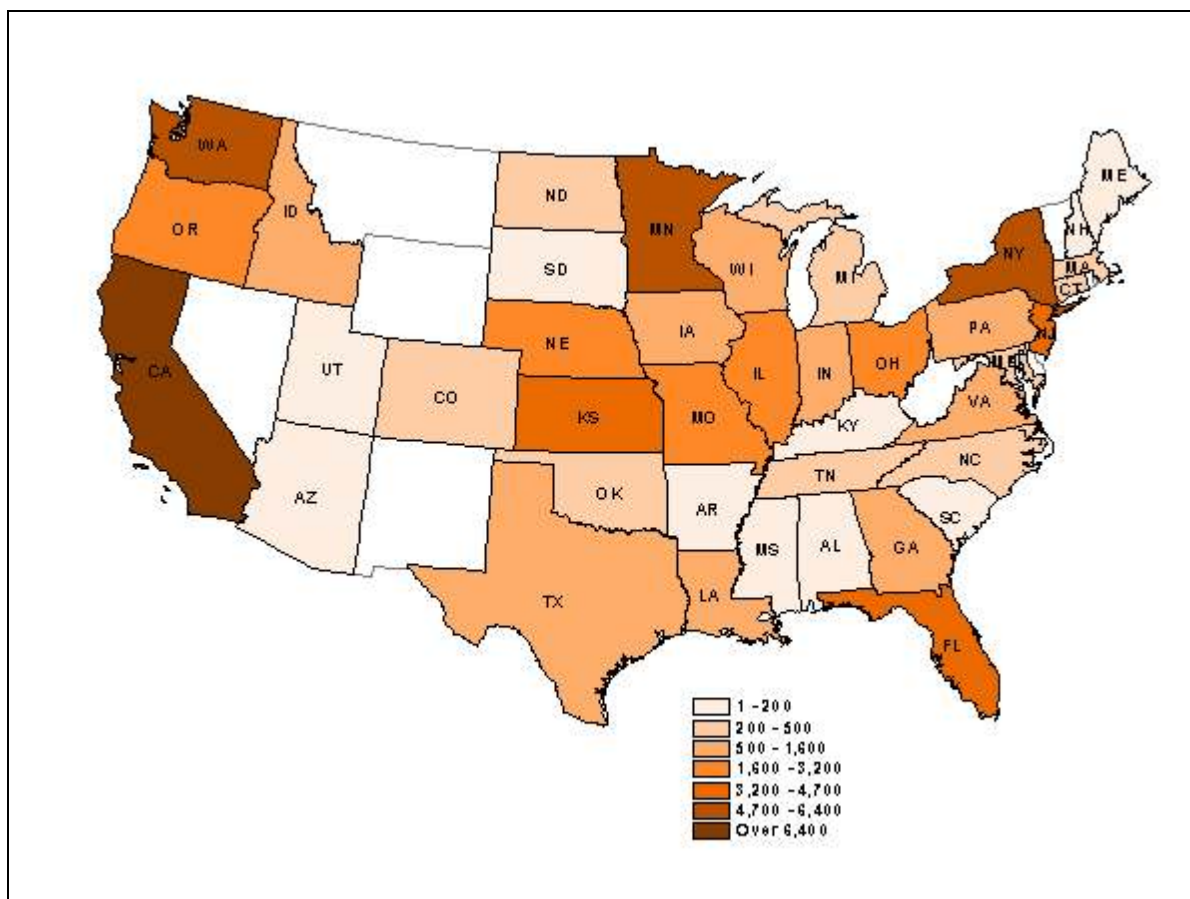 WA
ME
ND
MN
ID
OR
NH
NY
WI
SD
MI
MA
CT
IA
PA
NJ
NE
OH
IL
IN
UT
CA
CO
VA
KS
MO
KY
NC
TN
OK
AZ
AR
SC
MS
AL
GA
TX
LA
FL
1 - 200
200 - 500
500 - 1,600
1,600 - 3,200
3,200 - 4,700
4,700 - 6,400
Over 6,400